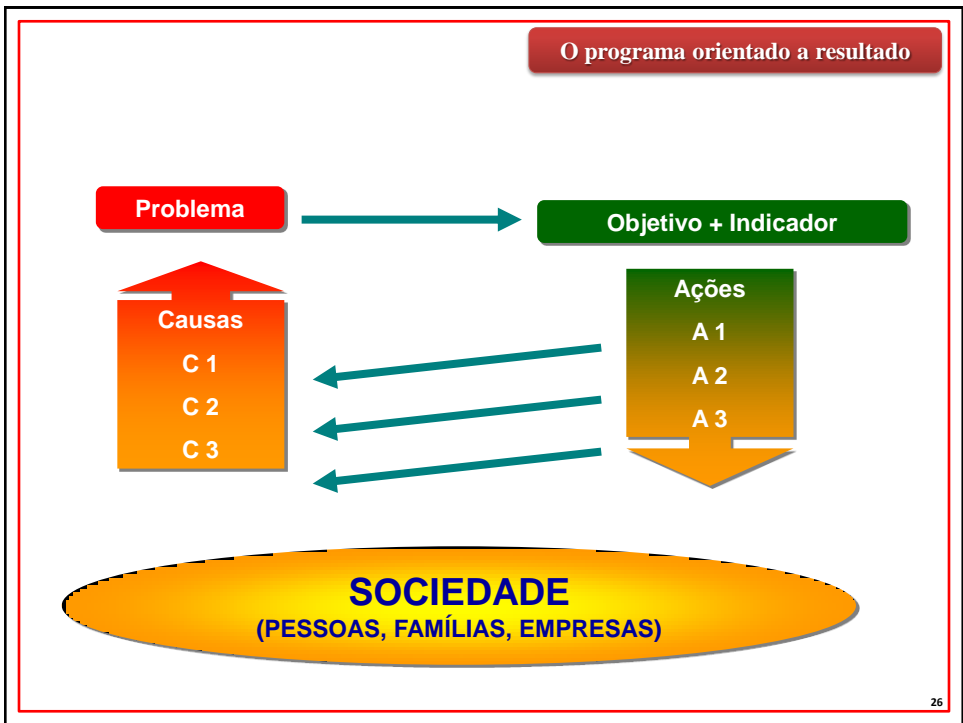 O programa orientado a resultado
Problema
Objetivo + Indicador
Causas
C 1
C 2
C 3
Ações
A 1
A 2
A 3
SOCIEDADE
(PESSOAS, FAMÍLIAS, EMPRESAS)
26